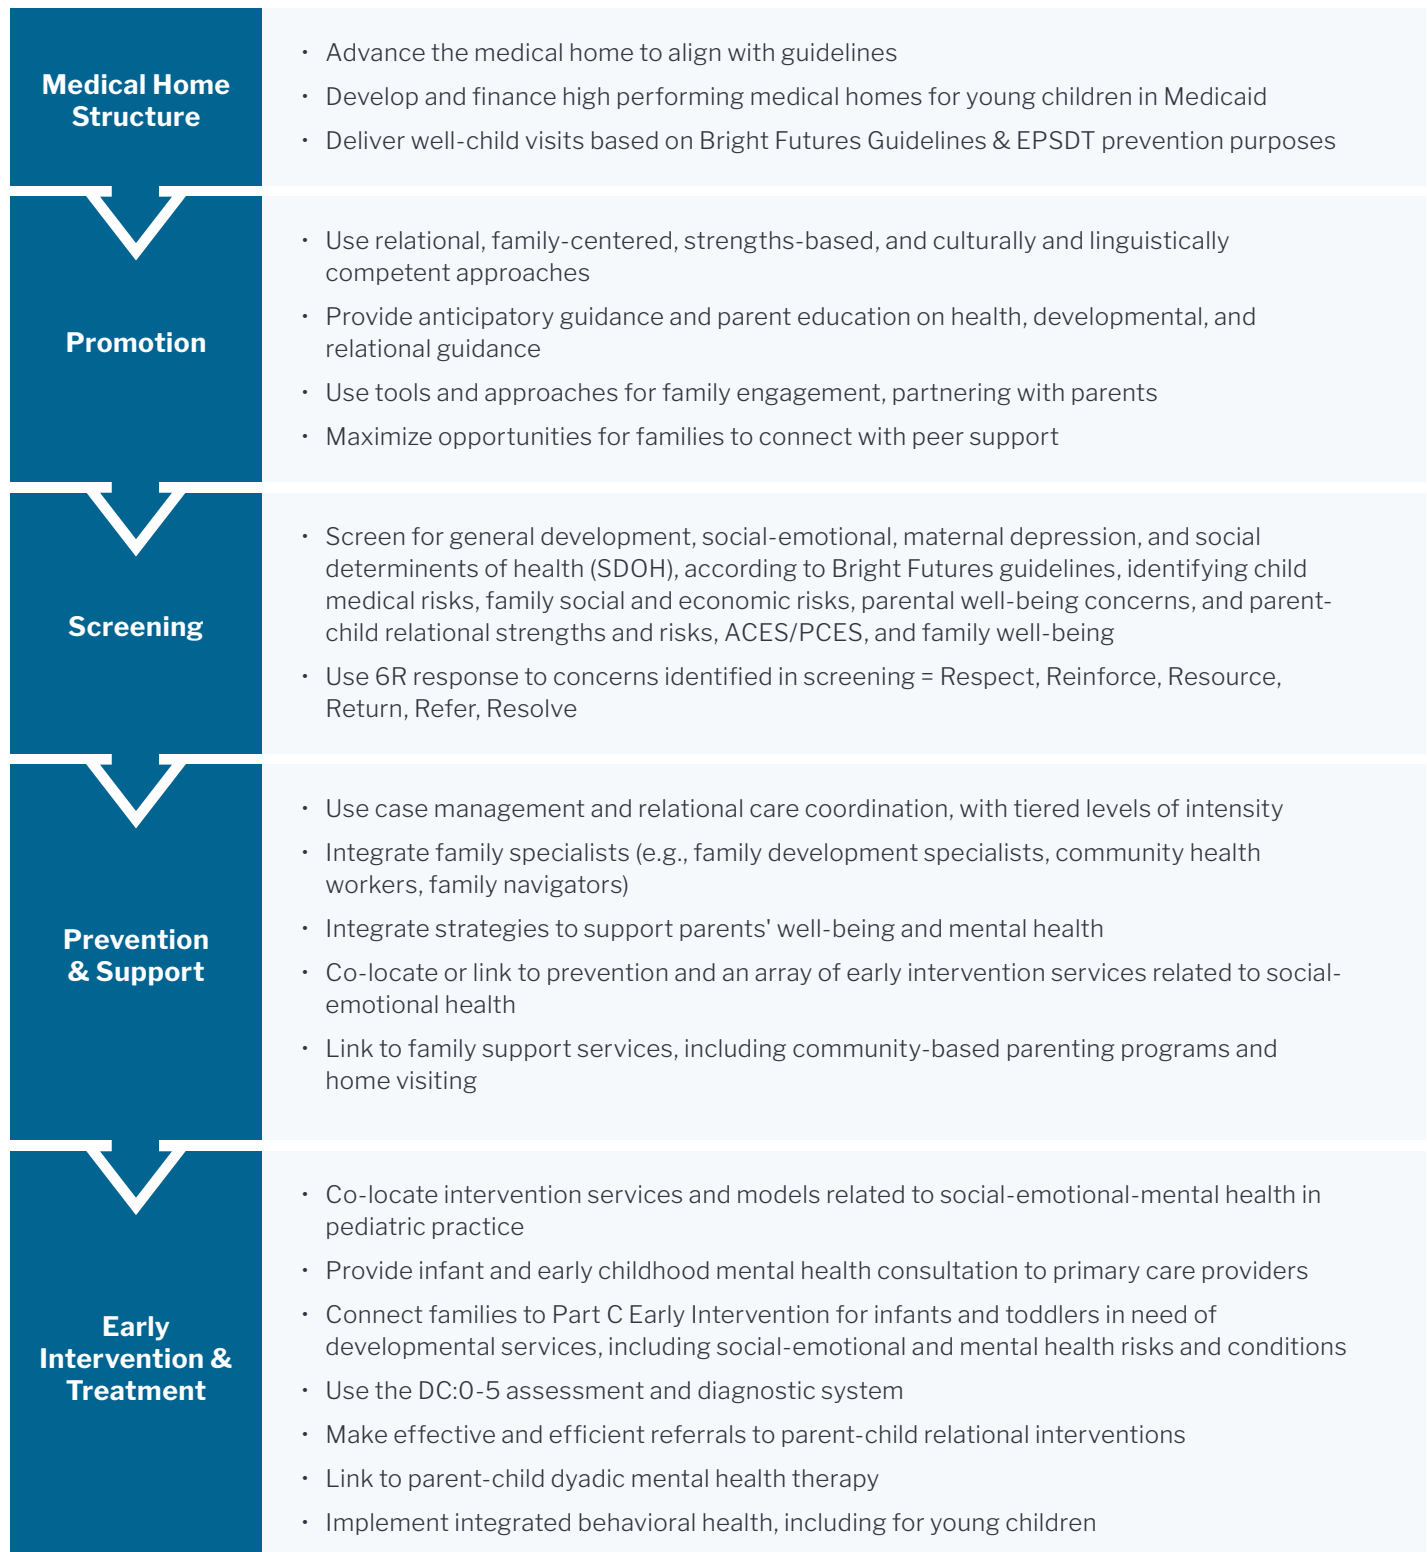 Medical Home
Structure
• Advance the medical home to align with guidelines
• Develop and finance high performing medical homes for young children in Medicaid
• Deliver well-child visits based on Bright Futures Guidelines & EPSDT prevention purposes
Promotion
• Use relational, family-centered, strengths-based, and culturally and linguistically
competent approaches
• Provide anticipatory guidance and parent education on health, developmental, and
relational guidance
• Use tools and approaches for family engagement, partnering with parents
• Maximize opportunities for families to connect with peer support
Screening
• Screen for general development, social-emotional, maternal depression, and social
determinents of health (SDOH), according to Bright Futures guidelines, identifying child
medical risks, family social and economic risks, parental well-being concerns, and parent-
child relational strengths and risks, ACES/PCES, and family well-being
• Use 6R response to concerns identified in screening = Respect, Reinforce, Resource,
Return, Refer, Resolve
Prevention
& Support
• Use case management and relational care coordination, with tiered levels of intensity
• Integrate family specialists (e.g., family development specialists, community health
workers, family navigators)
• Integrate strategies to support parents' well-being and mental health
• Co-locate or link to prevention and an array of early intervention services related to social-
emotional health
• Link to family support services, including community-based parenting programs and
home visiting
Early
Intervention &
Treatment
• Co-locate intervention services and models related to social-emotional-mental health in
pediatric practice
• Provide infant and early childhood mental health consultation to primary care providers
• Connect families to Part C Early Intervention for infants and toddlers in need of
developmental services, including social-emotional and mental health risks and conditions
• Use the DC:0-5 assessment and diagnostic system
• Make effective and efficient referrals to parent-child relational interventions
• Link to parent-child dyadic mental health therapy
• Implement integrated behavioral health, including for young children